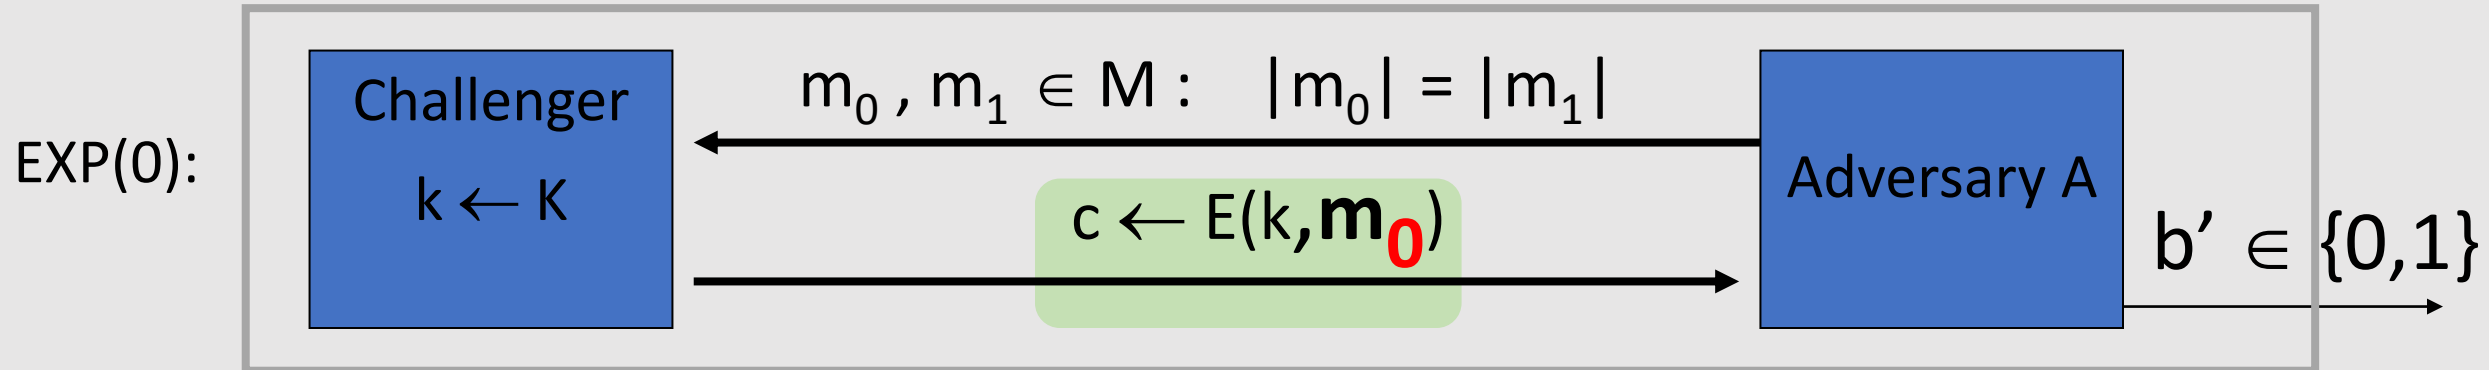 EXP(0):
Challenger
k ← K
m₀ , m₁ ∈ M :   |m₀| = |m₁|
c ← E(k,m₀)
Adversary A
b’ ∈ {0,1}